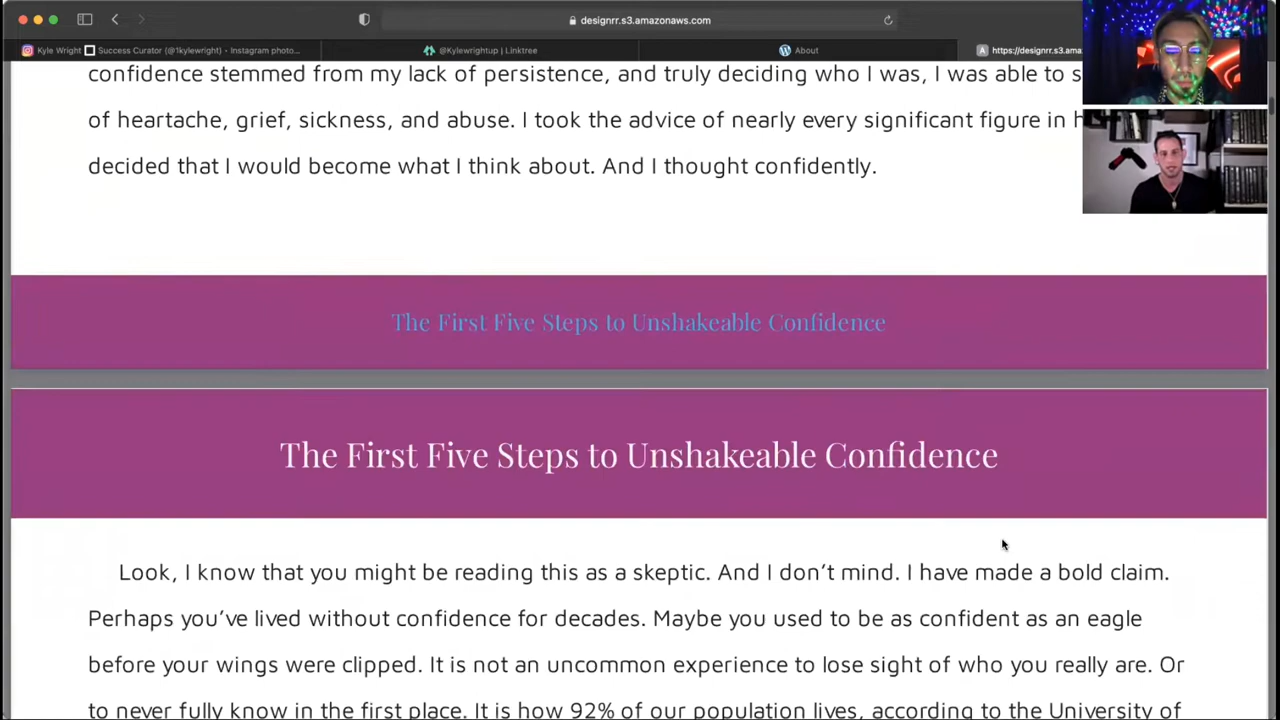 designrr.s3.amazonaws.com
Kyle Wright Success Curator (@1kylewright) • Instagram photo...
@Kylewrightup | Linktree
About
https://designrr.s3.ama
confidence stemmed from my lack of persistence, and truly deciding who I was, I was able to
of heartache, grief, sickness, and abuse. I took the advice of nearly every significant figure in
decided that I would become what I think about. And I thought confidently.
The First Five Steps to Unshakeable Confidence
The First Five Steps to Unshakeable Confidence
Look, I know that you might be reading this as a skeptic. And I don’t mind. I have made a bold claim.
Perhaps you’ve lived without confidence for decades. Maybe you used to be as confident as an eagle
before your wings were clipped. It is not an uncommon experience to lose sight of who you really are. Or
to never fully know in the first place. It is how 92% of our population lives, according to the University of